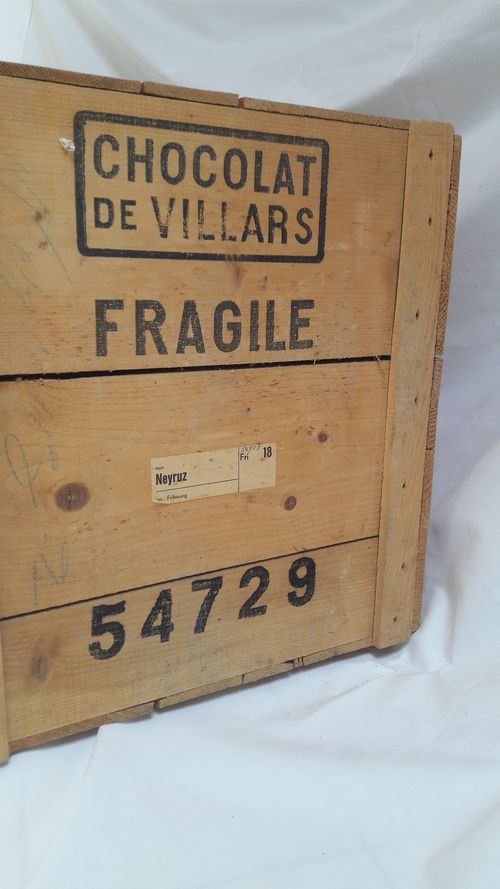 CHOCOLAT
DE VILLARS
FRAGILE
Neyruz
Fri 18
Fribourg
54729